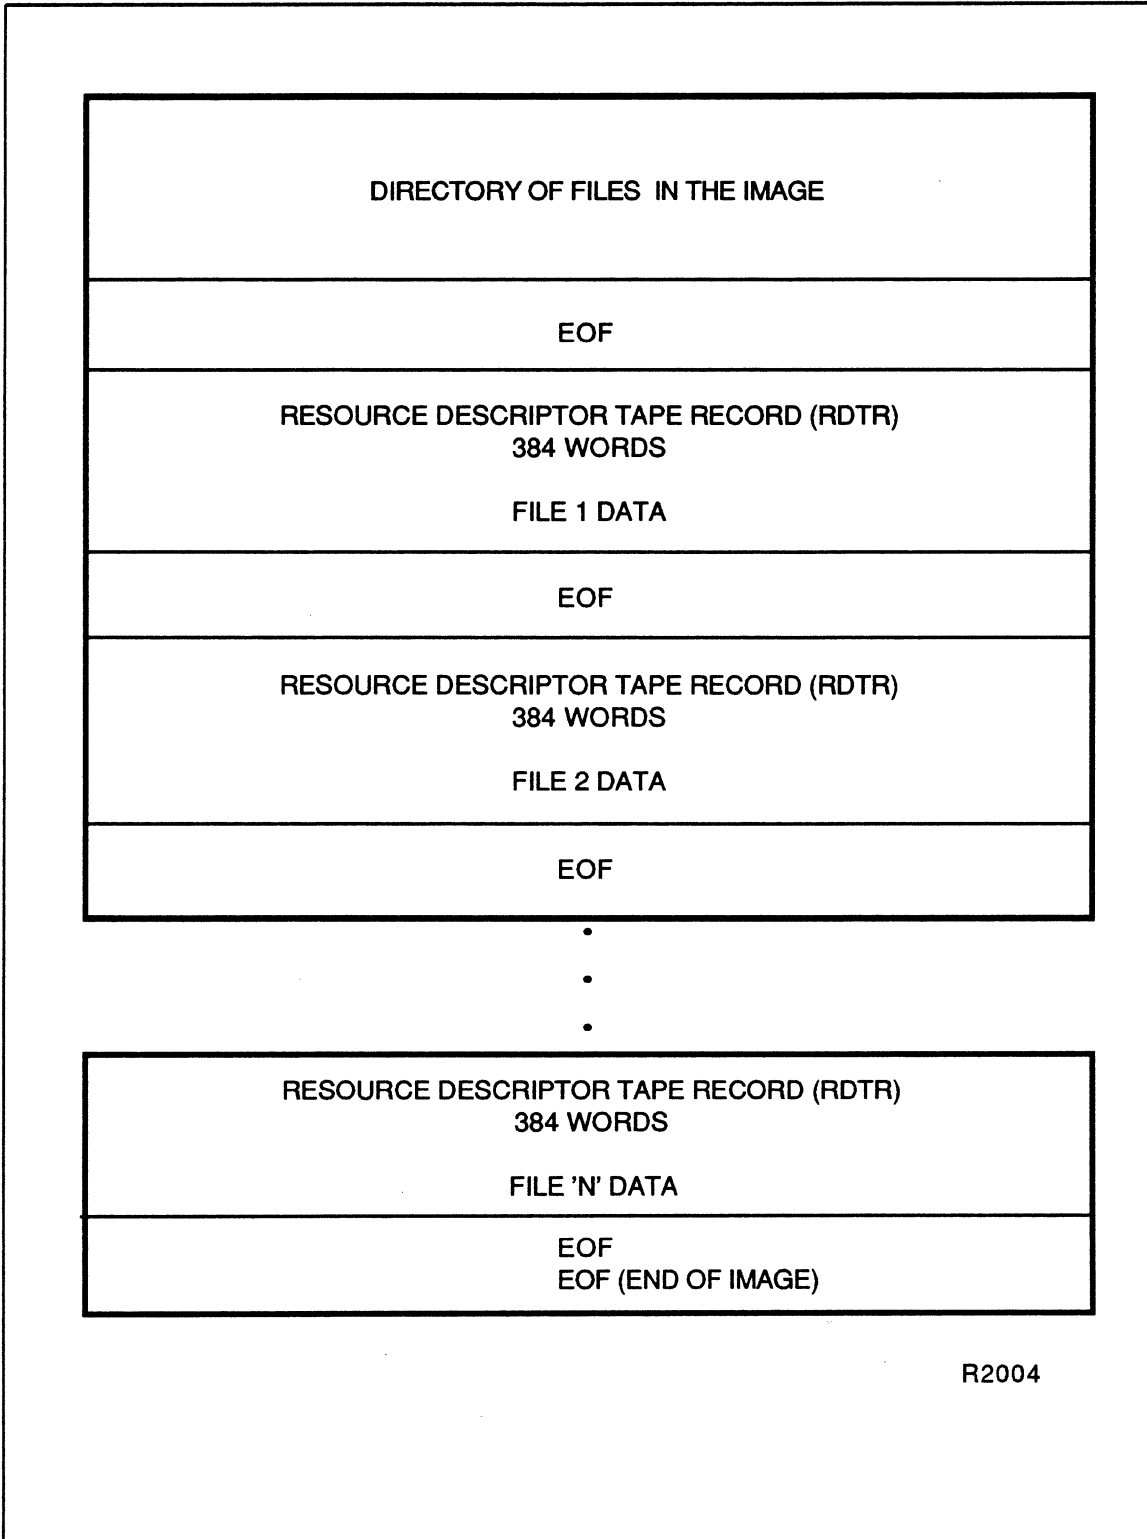 DIRECTORY OF FILES IN THE IMAGE
EOF
RESOURCE DESCRIPTOR TAPE RECORD (RDTR)
384 WORDS
FILE 1 DATA
EOF
RESOURCE DESCRIPTOR TAPE RECORD (RDTR)
384 WORDS
FILE 2 DATA
EOF
RESOURCE DESCRIPTOR TAPE RECORD (RDTR)
384 WORDS
FILE 'N' DATA
EOF
EOF (END OF IMAGE)
R2004